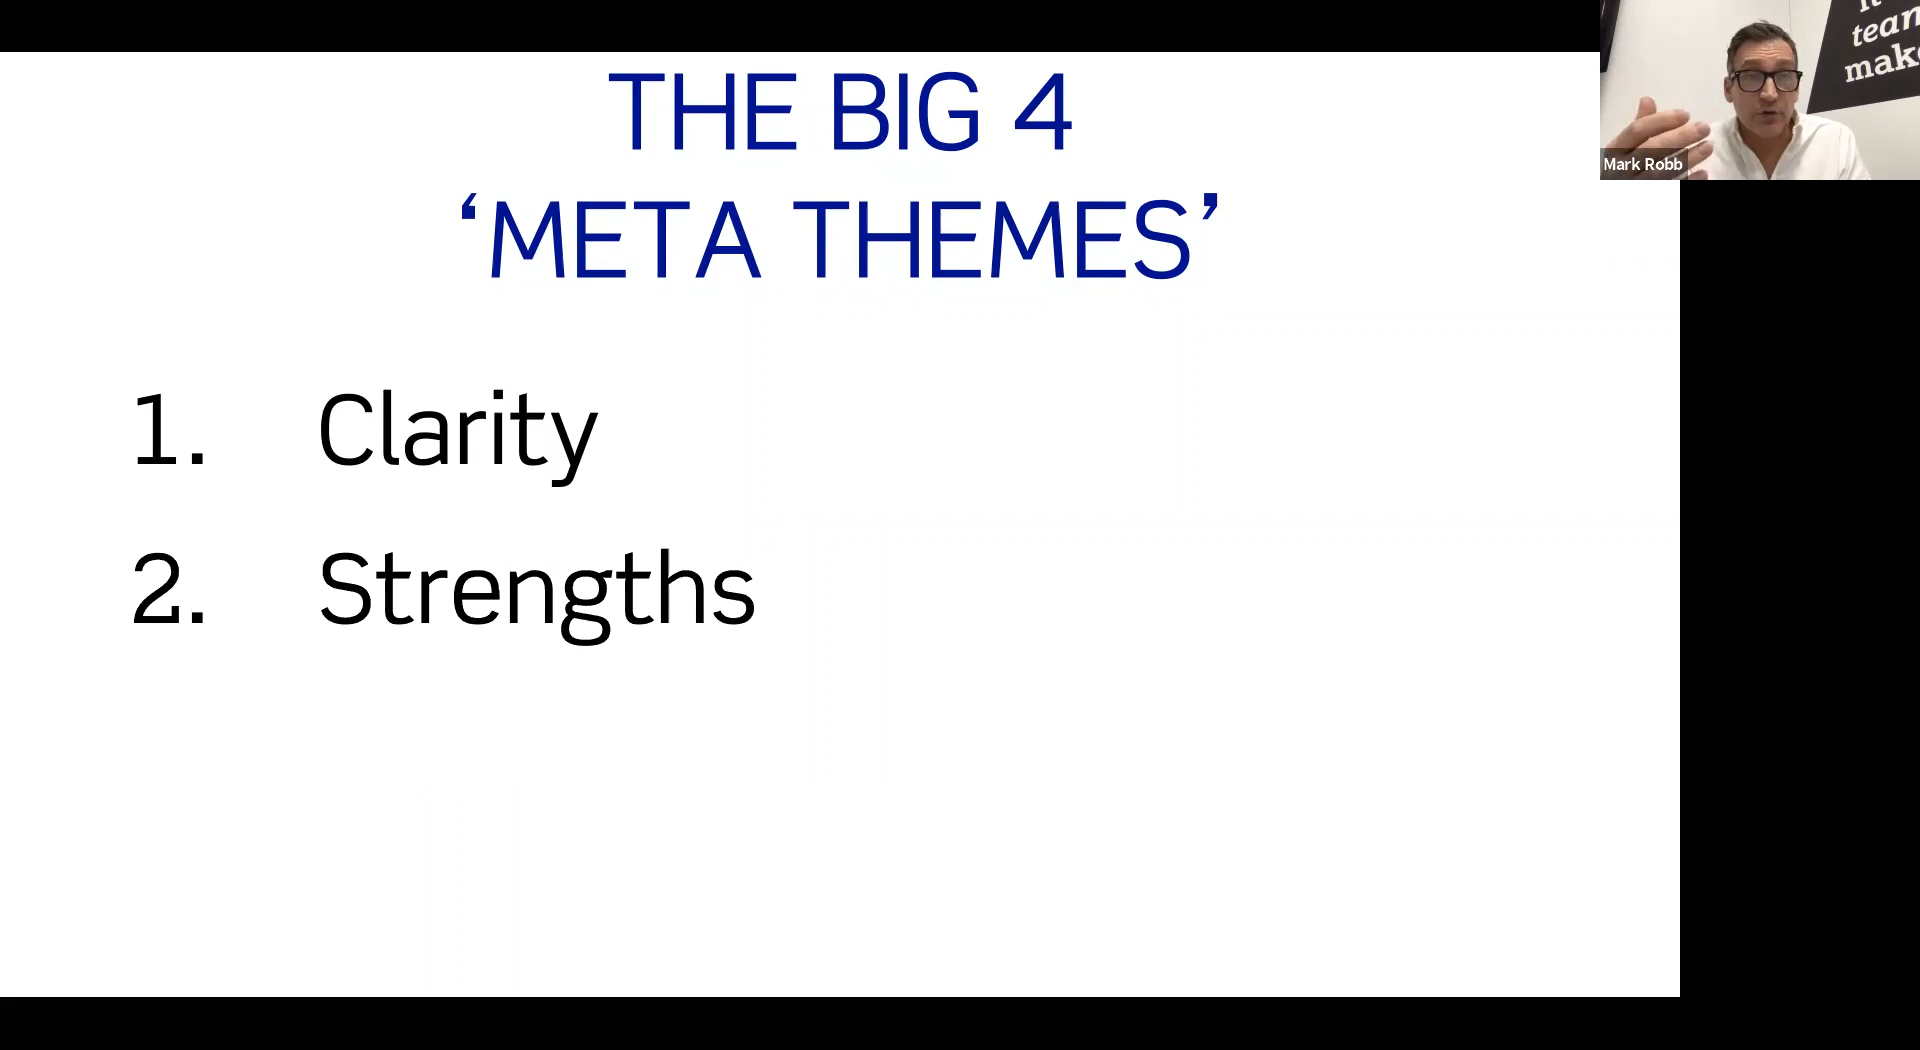 THE BIG 4
‘META THEMES’
1. Clarity
2. Strengths
Mark Robb